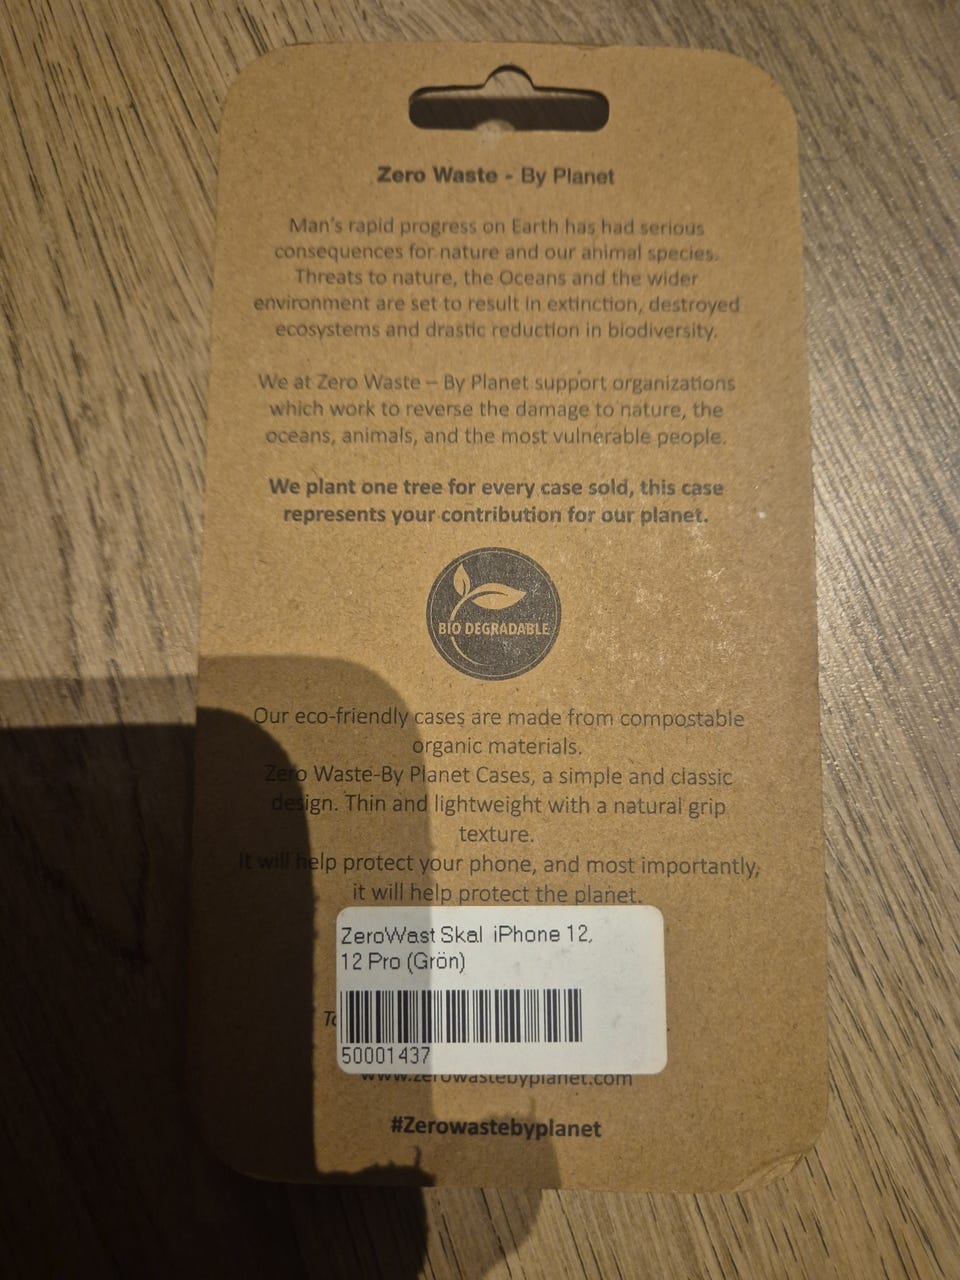 Zero Waste - By Planet
Man's rapid progress on Earth has had serious
consequences for nature and our animal species.
Threats to nature, the Oceans and the wider
environment are set to result in extinction, destroyed
ecosystems and drastic reduction in biodiversity.
We at Zero Waste – By Planet support organizations
which work to reverse the damage to nature, the
oceans, animals, and the most vulnerable people.
We plant one tree for every case sold, this case
represents your contribution for our planet.
BIO DEGRADABLE
Our eco-friendly cases are made from compostable
organic materials.
Zero Waste-By Planet Cases, a simple and classic
design. Thin and lightweight with a natural grip
texture.
It will help protect your phone, and most importantly,
it will help protect the planet.
ZeroWast Skal iPhone 12,
12 Pro (Grön)
50001437
www.zerowastebyplanet.com
#Zerowastebyplanet